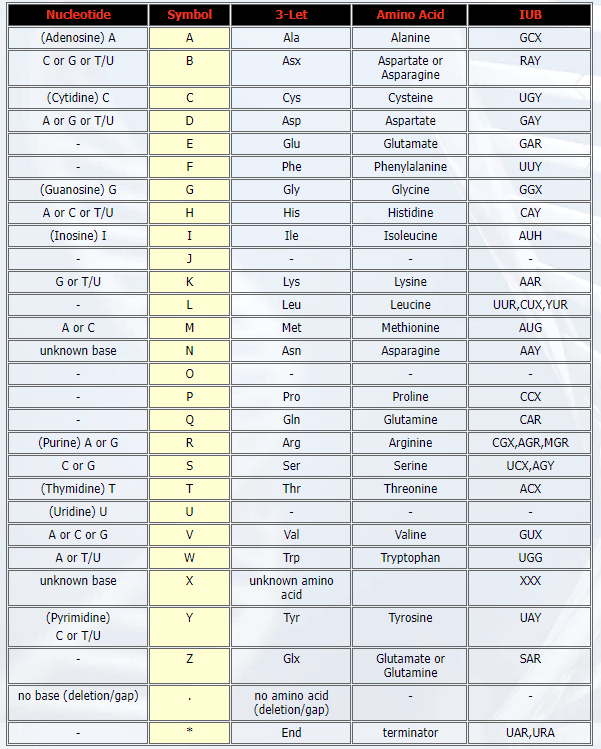 Nucleotide Symbol 3-Let Amino Acid IUB
(Adenosine) A A Ala Alanine GCX
C or G or T/U B Asx Aspartate or RAY
Asparagine
(Cytidine) C C Cys Cysteine UGY
A or G or T/U D Asp Aspartate GAY
- E Glu Glutamate GAR
- F Phe Phenylalanine UUY
(Guanosine) G G Gly Glycine GGX
A or C or T/U H His Histidine CAY
(Inosine) I I Ile Isoleucine AUH
- J - - -
G or T/U K Lys Lysine AAR
- L Leu Leucine UUR,CUX,YUR
A or C M Met Methionine AUG
unknown base N Asn Asparagine AAY
- O - - -
- P Pro Proline CCX
- Q Gln Glutamine CAR
(Purine) A or G R Arg Arginine CGX,AGR,MGR
C or G S Ser Serine UCX,AGY
(Thymidine) T T Thr Threonine ACX
(Uridine) U U - - -
A or C or G V Val Valine GUX
A or T/U W Trp Tryptophan UGG
unknown base X unknown amino XXX
acid
(Pyrimidine) Y Tyr Tyrosine UAY
C or T/U
- Z Glx Glutamate or SAR
Glutamine
no base (deletion/gap) . no amino acid - -
(deletion/gap)
- * End terminator UAR,URA